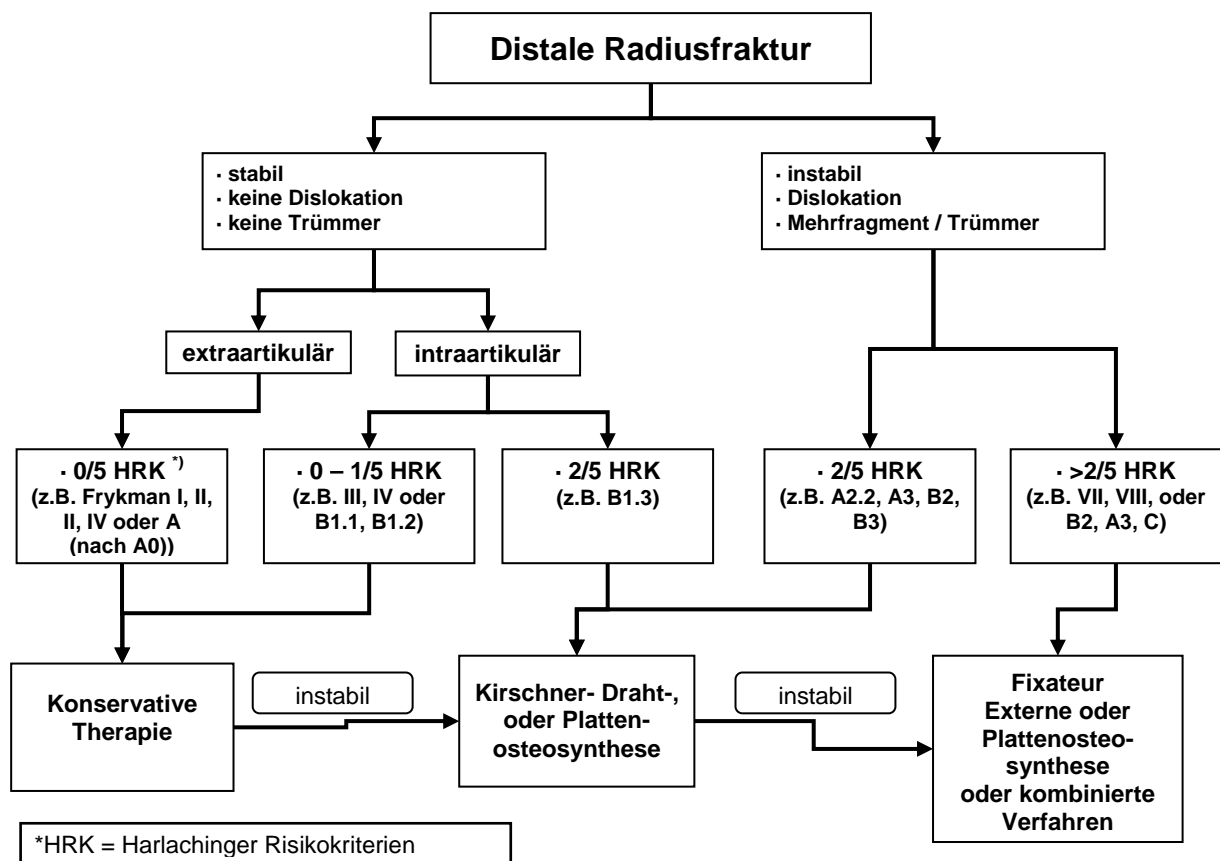 Distale Radiusfraktur
· stabil
· keine Dislokation
· keine Trümmer
· instabil
· Dislokation
· Mehrfragment / Trümmer
extraartikulär
intraartikulär
· 0/5 HRK *)
(z.B. Frykman I, II,
II, IV oder A
(nach A0))
· 0 – 1/5 HRK
(z.B. III, IV oder
B1.1, B1.2)
· 2/5 HRK
(z.B. B1.3)
· 2/5 HRK
(z.B. A2.2, A3, B2,
B3)
· >2/5 HRK
(z.B. VII, VIII, oder
B2, A3, C)
Konservative
Therapie
instabil
Kirschner- Draht-,
oder Platten-
osteosynthese
instabil
Fixateur
Externe oder
Plattenosteo-
synthese
oder kombinierte
Verfahren
*HRK = Harlachinger Risikokriterien